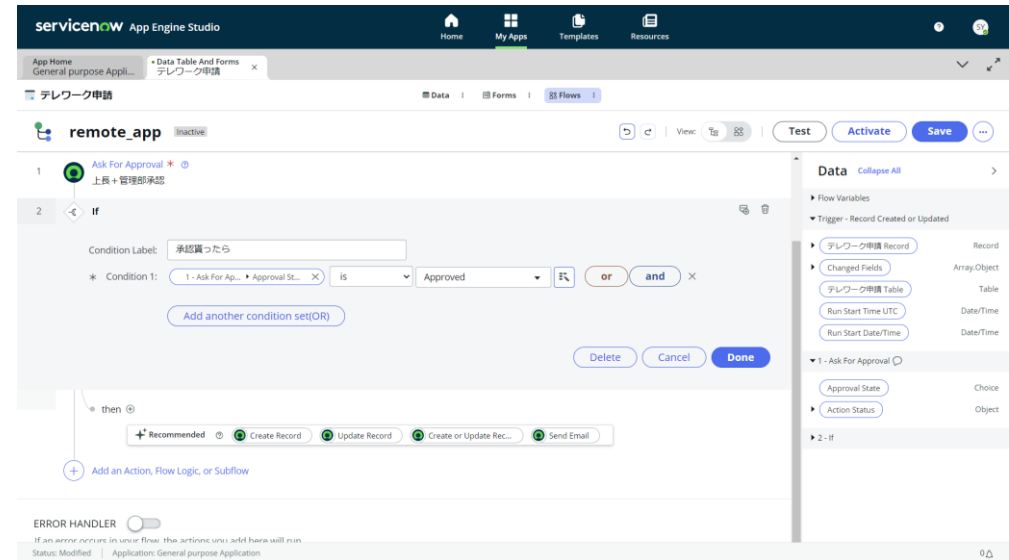 servicenow App Engine Studio
Home
My Apps
Templates
Resources
SY
App Home
General purpose Appli...
Data Table And Forms
テレワーク申請
テレワーク申請
Data
Forms
Flows
remote_app Inactive
View:
Test
Activate
Save
1
Ask For Approval *
上長+管理部承認
2
If
Condition Label:
承認貰ったら
* Condition 1:
1 - Ask For Ap... Approval St...
is
Approved
or
and
Add another condition set(OR)
Delete
Cancel
Done
then
Recommended
Create Record
Update Record
Create or Update Rec...
Send Email
Add an Action, Flow Logic, or Subflow
ERROR HANDLER
If an error occurs in your flow, the actions you add here will run.
Data Collapse All
Flow Variables
Trigger - Record Created or Updated
テレワーク申請 Record Record
Changed Fields Array.Object
テレワーク申請 Table Table
Run Start Time UTC Date/Time
Run Start Date/Time Date/Time
1 - Ask For Approval
Approval State Choice
Action Status Object
2 - If
Status: Modified Application: General purpose Application
0